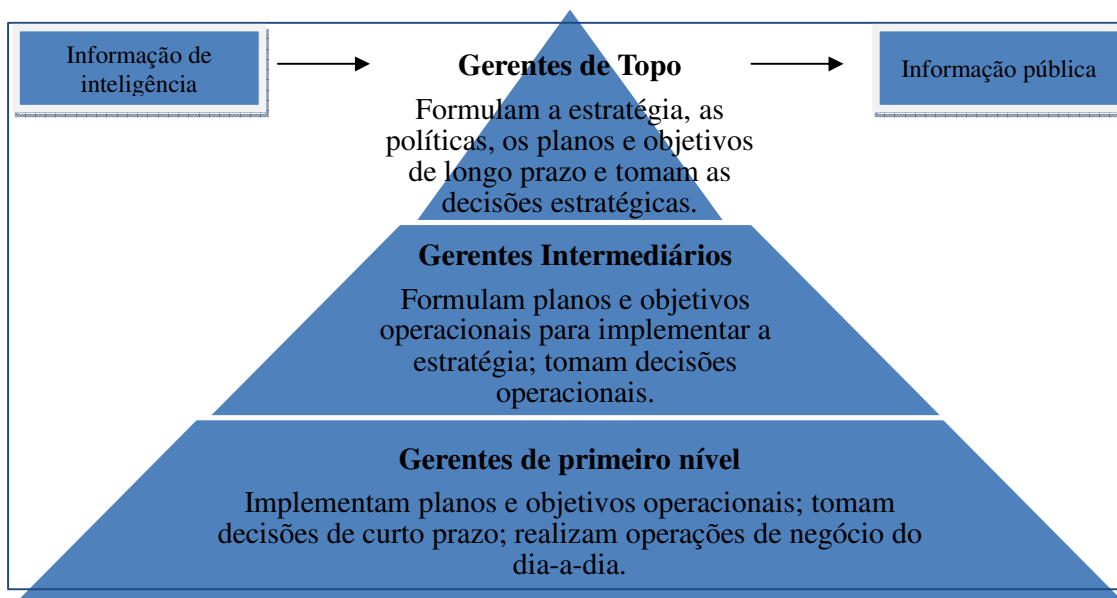 Informação de
inteligência
Gerentes de Topo
Informação pública
Formulam a estratégia, as
políticas, os planos e objetivos
de longo prazo e tomam as
decisões estratégicas.
Gerentes Intermediários
Formulam planos e objetivos
operacionais para implementar a
estratégia; tomam decisões
operacionais.
Gerentes de primeiro nível
Implementam planos e objetivos operacionais; tomam
decisões de curto prazo; realizam operações de negócio do
dia-a-dia.